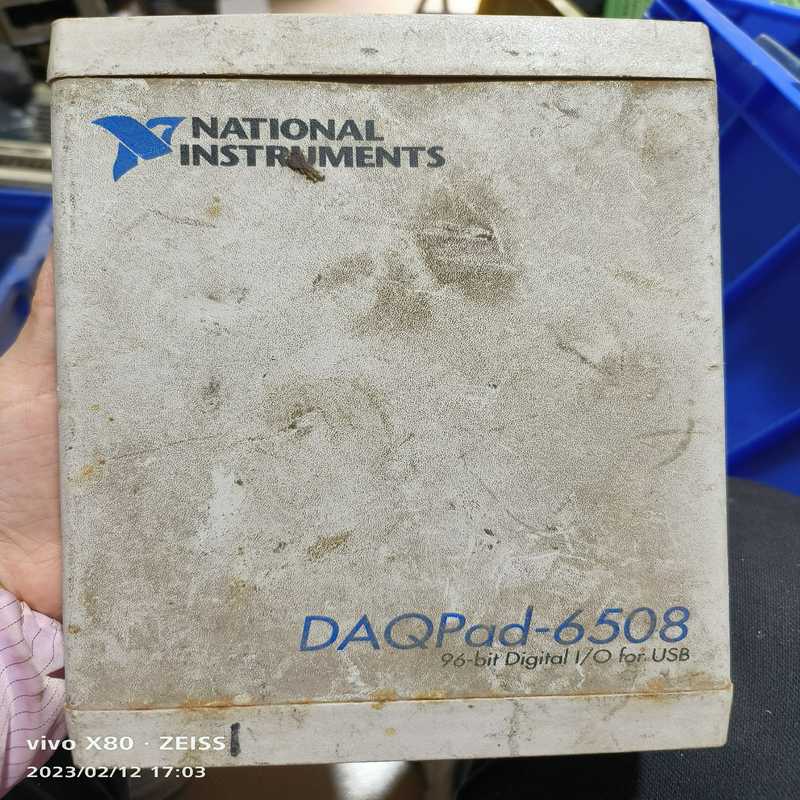 NATIONAL
INSTRUMENTS
DAQPad-6508
96-bit Digital I/O for USB
vivo X80 · ZEISS
2023/02/12 17:03